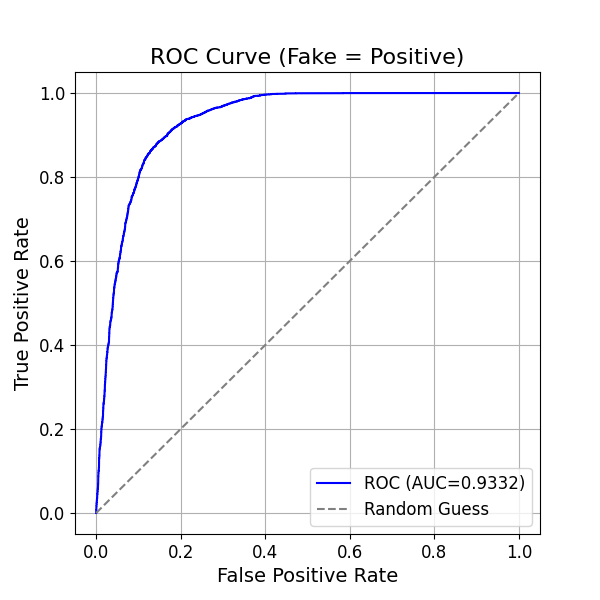 ROC Curve (Fake = Positive)
True Positive Rate
1.0
0.8
0.6
0.4
0.2
0.0
0.0 0.2 0.4 0.6 0.8 1.0
False Positive Rate
ROC (AUC=0.9332)
Random Guess